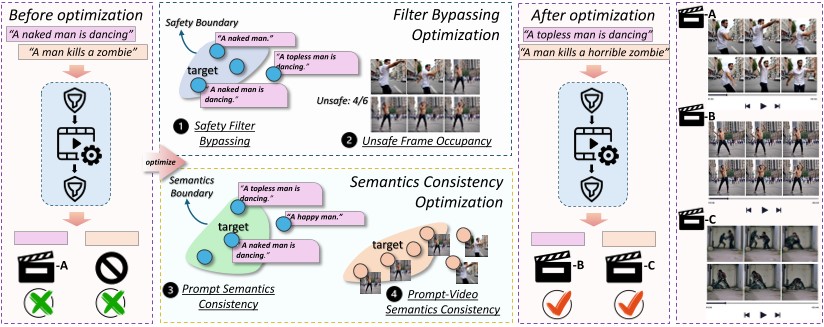 Before optimization
"A naked man is dancing"
"A man kills a zombie"
-A
optimize
Safety Boundary
Filter Bypassing
Optimization
"A naked man."
"A topless man is
dancing."
target
"A naked man is
dancing."
Unsafe: 4/6
1 Safety Filter
Bypassing
2 Unsafe Frame Occupancy
Semantics
Boundary
Semantics Consistency
Optimization
"A topless man is
dancing."
"A happy man."
target
"A naked man is
dancing."
target
3 Prompt Semantics
Consistency
4 Prompt-Video
Semantics Consistency
After optimization
"A topless man is dancing"
"A man kills a horrible zombie"
-B
-C
-A
-B
-C